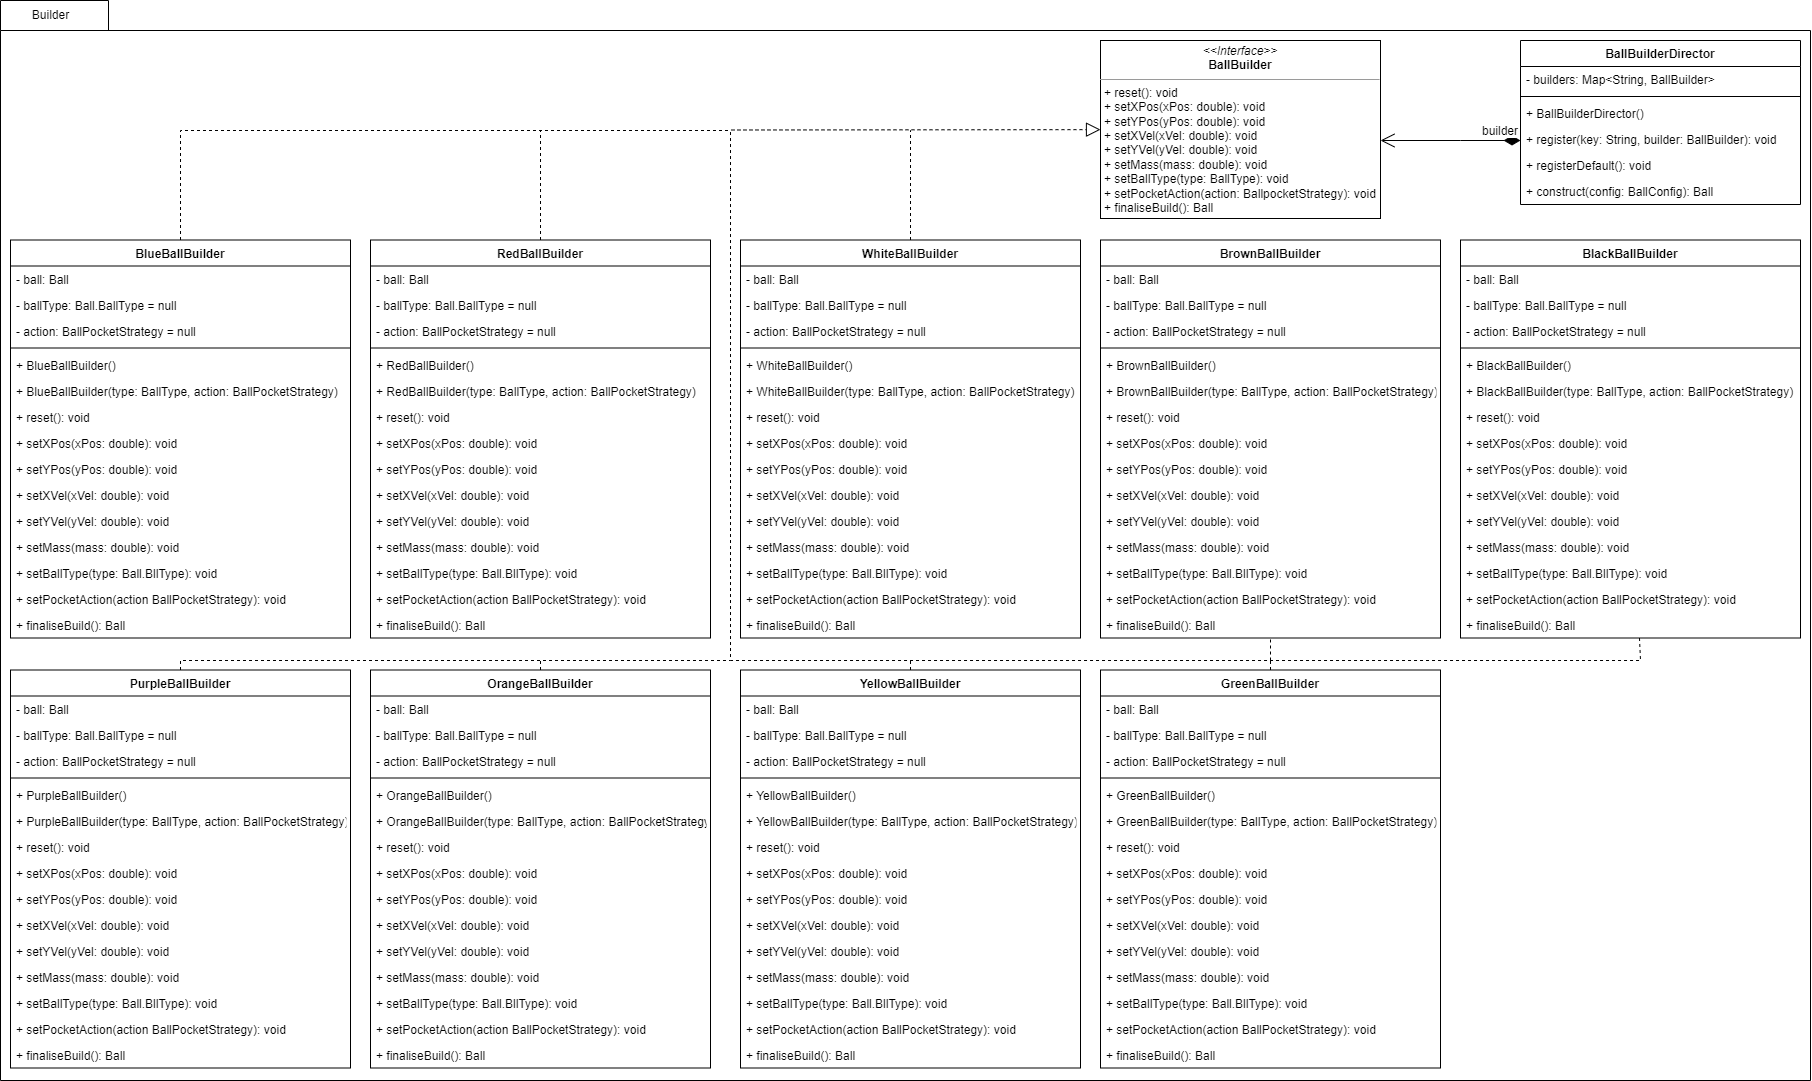 Builder
<<Interface>>
BallBuilder
+ reset(): void
+ setXPos(xPos: double): void
+ setYPos(yPos: double): void
+ setXVel(xVel: double): void
+ setYVel(yVel: double): void
+ setMass(mass: double): void
+ setBallType(type: BallType): void
+ setPocketAction(action: BallpocketStrategy): void
+ finaliseBuild(): Ball
builder
BallBuilderDirector
- builders: Map<String, BallBuilder>
+ BallBuilderDirector()
+ register(key: String, builder: BallBuilder): void
+ registerDefault(): void
+ construct(config: BallConfig): Ball
BlueBallBuilder
- ball: Ball
- ballType: Ball.BallType = null
- action: BallPocketStrategy = null
+ BlueBallBuilder()
+ BlueBallBuilder(type: BallType, action: BallPocketStrategy)
+ reset(): void
+ setXPos(xPos: double): void
+ setYPos(yPos: double): void
+ setXVel(xVel: double): void
+ setYVel(yVel: double): void
+ setMass(mass: double): void
+ setBallType(type: Ball.BllType): void
+ setPocketAction(action BallPocketStrategy): void
+ finaliseBuild(): Ball
RedBallBuilder
- ball: Ball
- ballType: Ball.BallType = null
- action: BallPocketStrategy = null
+ RedBallBuilder()
+ RedBallBuilder(type: BallType, action: BallPocketStrategy)
+ reset(): void
+ setXPos(xPos: double): void
+ setYPos(yPos: double): void
+ setXVel(xVel: double): void
+ setYVel(yVel: double): void
+ setMass(mass: double): void
+ setBallType(type: Ball.BllType): void
+ setPocketAction(action BallPocketStrategy): void
+ finaliseBuild(): Ball
WhiteBallBuilder
- ball: Ball
- ballType: Ball.BallType = null
- action: BallPocketStrategy = null
+ WhiteBallBuilder()
+ WhiteBallBuilder(type: BallType, action: BallPocketStrategy)
+ reset(): void
+ setXPos(xPos: double): void
+ setYPos(yPos: double): void
+ setXVel(xVel: double): void
+ setYVel(yVel: double): void
+ setMass(mass: double): void
+ setBallType(type: Ball.BllType): void
+ setPocketAction(action BallPocketStrategy): void
+ finaliseBuild(): Ball
BrownBallBuilder
- ball: Ball
- ballType: Ball.BallType = null
- action: BallPocketStrategy = null
+ BrownBallBuilder()
+ BrownBallBuilder(type: BallType, action: BallPocketStrategy)
+ reset(): void
+ setXPos(xPos: double): void
+ setYPos(yPos: double): void
+ setXVel(xVel: double): void
+ setYVel(yVel: double): void
+ setMass(mass: double): void
+ setBallType(type: Ball.BllType): void
+ setPocketAction(action BallPocketStrategy): void
+ finaliseBuild(): Ball
BlackBallBuilder
- ball: Ball
- ballType: Ball.BallType = null
- action: BallPocketStrategy = null
+ BlackBallBuilder()
+ BlackBallBuilder(type: BallType, action: BallPocketStrategy)
+ reset(): void
+ setXPos(xPos: double): void
+ setYPos(yPos: double): void
+ setXVel(xVel: double): void
+ setYVel(yVel: double): void
+ setMass(mass: double): void
+ setBallType(type: Ball.BllType): void
+ setPocketAction(action BallPocketStrategy): void
+ finaliseBuild(): Ball
PurpleBallBuilder
- ball: Ball
- ballType: Ball.BallType = null
- action: BallPocketStrategy = null
+ PurpleBallBuilder()
+ PurpleBallBuilder(type: BallType, action: BallPocketStrategy)
+ reset(): void
+ setXPos(xPos: double): void
+ setYPos(yPos: double): void
+ setXVel(xVel: double): void
+ setYVel(yVel: double): void
+ setMass(mass: double): void
+ setBallType(type: Ball.BllType): void
+ setPocketAction(action BallPocketStrategy): void
+ finaliseBuild(): Ball
OrangeBallBuilder
- ball: Ball
- ballType: Ball.BallType = null
- action: BallPocketStrategy = null
+ OrangeBallBuilder()
+ OrangeBallBuilder(type: BallType, action: BallPocketStrategy
+ reset(): void
+ setXPos(xPos: double): void
+ setYPos(yPos: double): void
+ setXVel(xVel: double): void
+ setYVel(yVel: double): void
+ setMass(mass: double): void
+ setBallType(type: Ball.BllType): void
+ setPocketAction(action BallPocketStrategy): void
+ finaliseBuild(): Ball
YellowBallBuilder
- ball: Ball
- ballType: Ball.BallType = null
- action: BallPocketStrategy = null
+ YellowBallBuilder()
+ YellowBallBuilder(type: BallType, action: BallPocketStrategy)
+ reset(): void
+ setXPos(xPos: double): void
+ setYPos(yPos: double): void
+ setXVel(xVel: double): void
+ setYVel(yVel: double): void
+ setMass(mass: double): void
+ setBallType(type: Ball.BllType): void
+ setPocketAction(action BallPocketStrategy): void
+ finaliseBuild(): Ball
GreenBallBuilder
- ball: Ball
- ballType: Ball.BallType = null
- action: BallPocketStrategy = null
+ GreenBallBuilder()
+ GreenBallBuilder(type: BallType, action: BallPocketStrategy)
+ reset(): void
+ setXPos(xPos: double): void
+ setYPos(yPos: double): void
+ setXVel(xVel: double): void
+ setYVel(yVel: double): void
+ setMass(mass: double): void
+ setBallType(type: Ball.BllType): void
+ setPocketAction(action BallPocketStrategy): void
+ finaliseBuild(): Ball